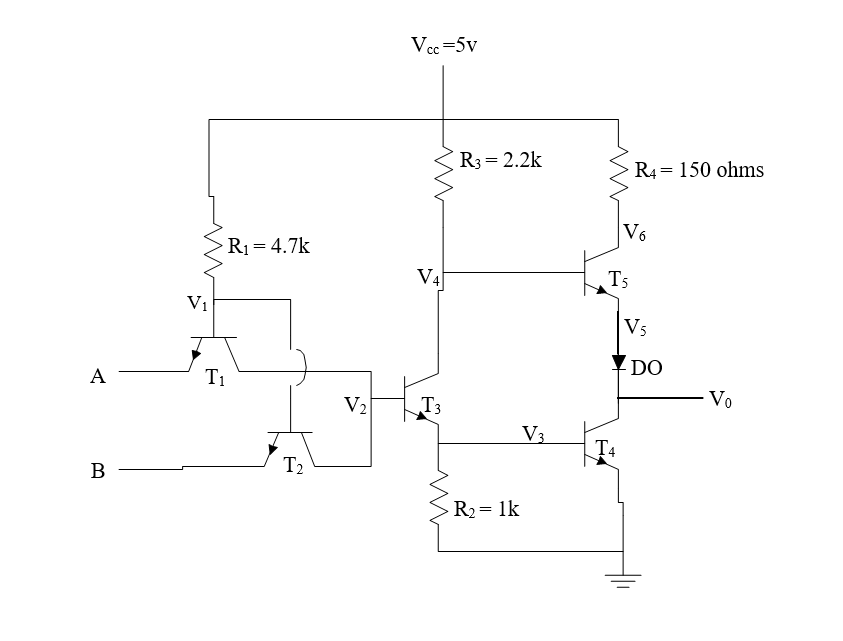 Vcc =5v
R3 = 2.2k
R4 = 150 ohms
V6
R1 = 4.7k
V4
T5
V1
V5
A
T1
DO
V2
T3
V0
V3
T4
B
T2
R2 = 1k